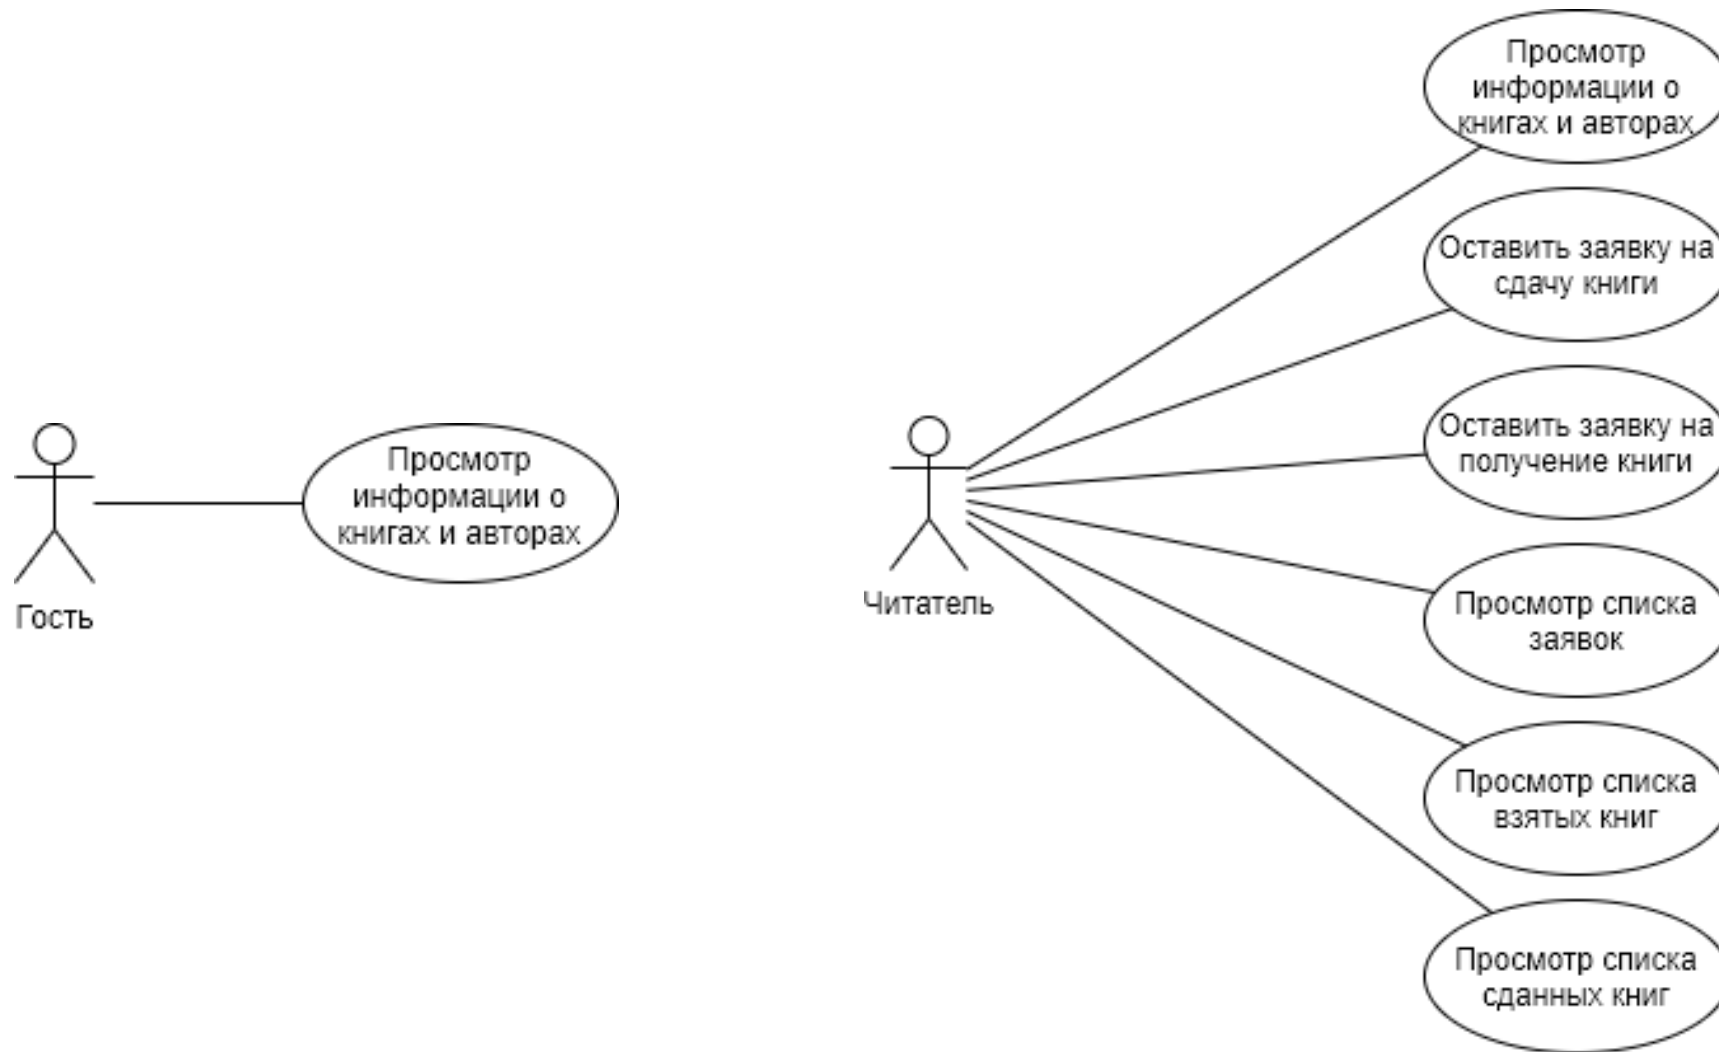 Просмотр
информации о
книгах и авторах
Гость
Читатель
Просмотр
информации о
книгах и авторах
Оставить заявку на
сдачу книги
Оставить заявку на
получение книги
Просмотр списка
заявок
Просмотр списка
взятых книг
Просмотр списка
сданных книг